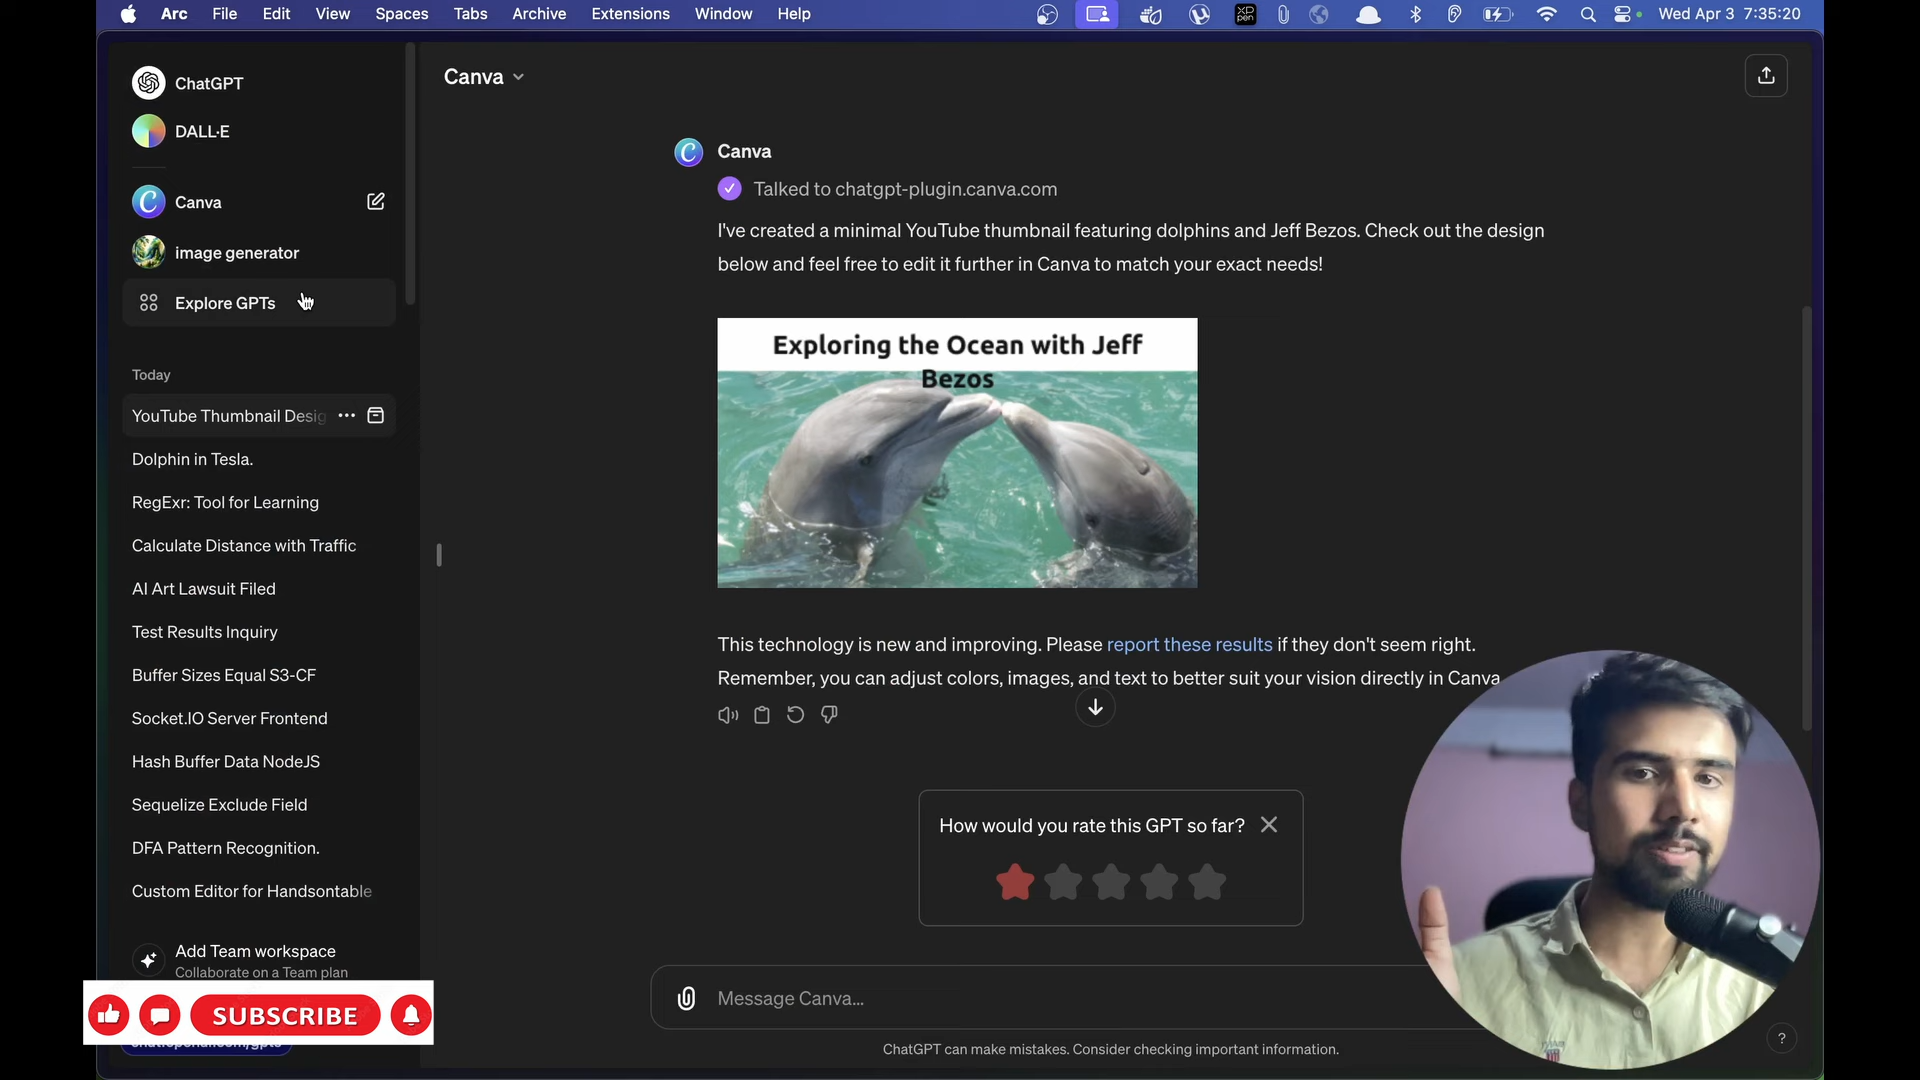 Arc File Edit View Spaces Tabs Archive Extensions Window Help
XP
pen
Wed Apr 3 7:35:20
ChatGPT
DALL·E
Canva
image generator
Explore GPTs
Today
YouTube Thumbnail Desig
Dolphin in Tesla.
RegExr: Tool for Learning
Calculate Distance with Traffic
AI Art Lawsuit Filed
Test Results Inquiry
Buffer Sizes Equal S3-CF
Socket.IO Server Frontend
Hash Buffer Data NodeJS
Sequelize Exclude Field
DFA Pattern Recognition.
Custom Editor for Handsontable
Add Team workspace
Collaborate on a Team plan
SUBSCRIBE
Canva
Canva
Talked to chatgpt-plugin.canva.com
I've created a minimal YouTube thumbnail featuring dolphins and Jeff Bezos. Check out the design
below and feel free to edit it further in Canva to match your exact needs!
Exploring the Ocean with Jeff
Bezos
This technology is new and improving. Please report these results if they don't seem right.
Remember, you can adjust colors, images, and text to better suit your vision directly in Canva
How would you rate this GPT so far?
Message Canva...
ChatGPT can make mistakes. Consider checking important information.
?